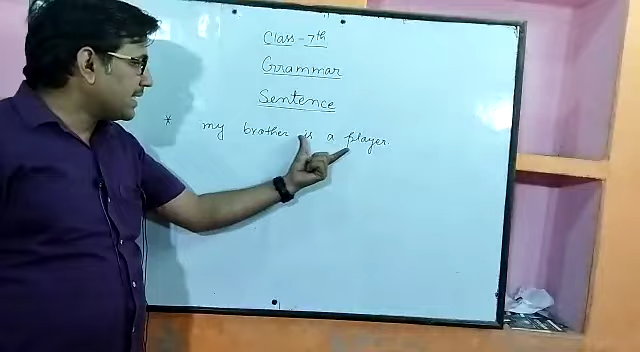 Class - 7th
Grammar
Sentence
* my brother is a player.